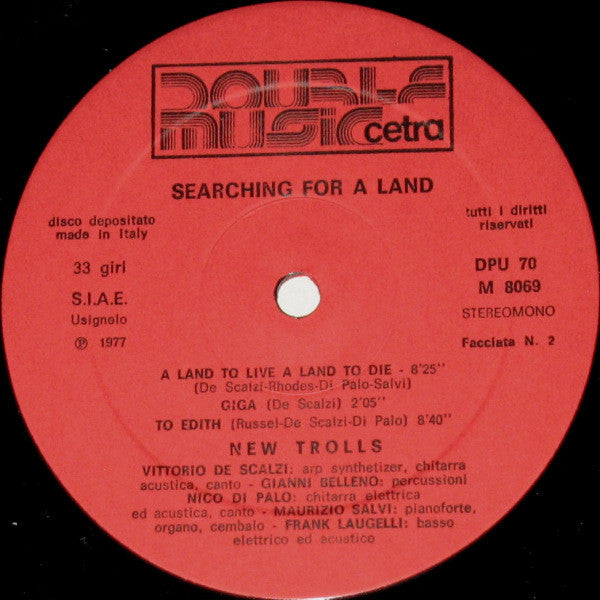 DOUBLE
MUSIC cetra
SEARCHING FOR A LAND
disco depositato
made in Italy
tutti i diritti
riservati
33 giri
S.I.A.E.
Usignolo
℗ 1977
DPU 70
M 8069
STEREOMONO
Facciata N. 2
A LAND TO LIVE A LAND TO DIE - 8'25''
(De Scalzi-Rhodes-Di Palo-Salvi)
GIGA (De Scalzi) 2'05''
TO EDITH (Russel-De Scalzi-Di Palo) 8'40''
NEW TROLLS
VITTORIO DE SCALZI: arp synthetizer, chitarra
acustica, canto - GIANNI BELLENO: percussioni
NICO DI PALO: chitarra elettrica
ed acustica, canto - MAURIZIO SALVI: pianoforte,
organo, cembalo - FRANK LAUGELLI: basso
elettrico ed acustico